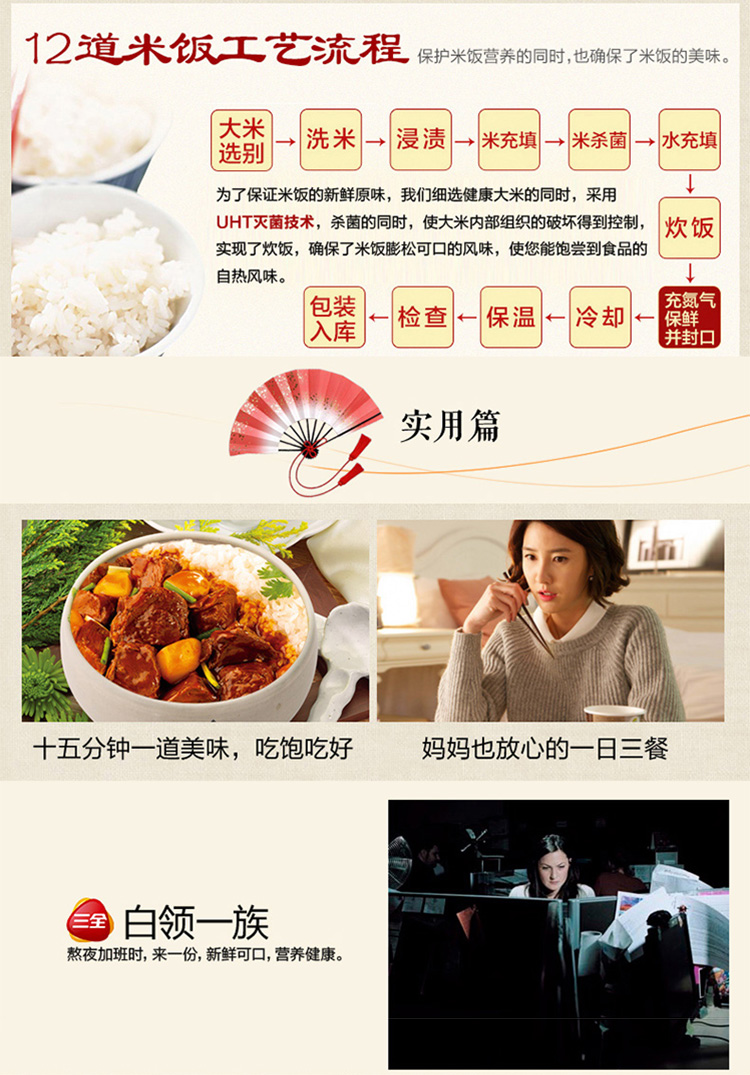 12道米饭工艺流程 保护米饭营养的同时,也确保了米饭的美味。
大米
选别
洗米
浸渍
米充填
米杀菌
水充填
为了保证米饭的新鲜原味，我们细选健康大米的同时，采用
UHT灭菌技术，杀菌的同时，使大米内部组织的破坏得到控制，
实现了炊饭，确保了米饭膨松可口的风味，使您能饱尝到食品的
自热风味。
炊饭
充氮气
保鲜
并封口
冷却
保温
检查
包装
入库
实用篇
十五分钟一道美味，吃饱吃好
妈妈也放心的一日三餐
三全
白领一族
熬夜加班时,来一份,新鲜可口,营养健康。